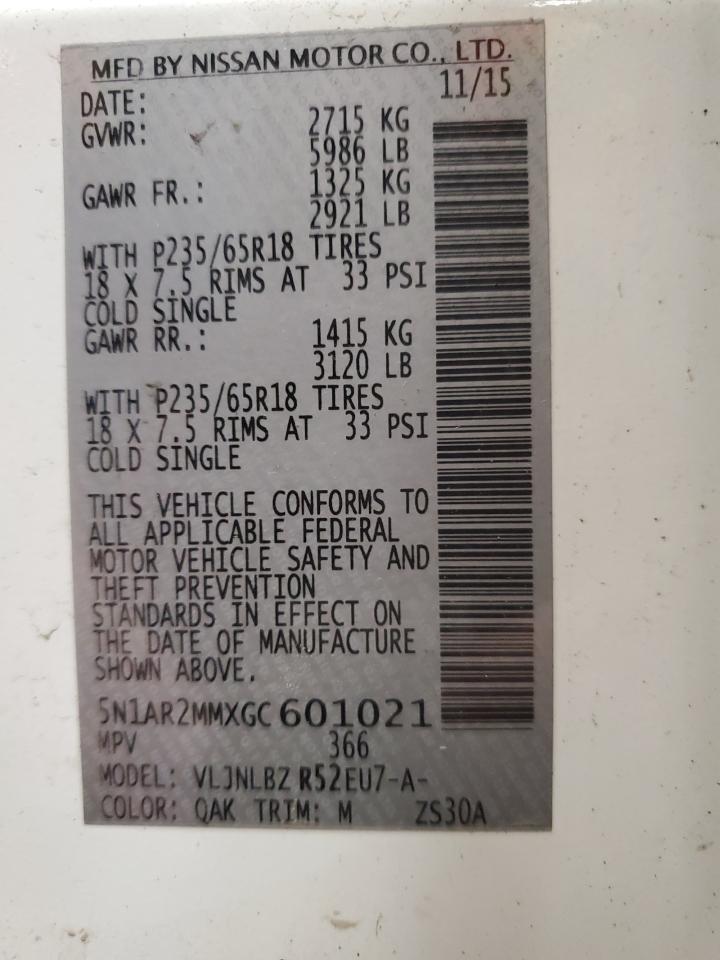 MFD BY NISSAN MOTOR CO., LTD.
DATE: 11/15
GVWR: 2715 KG
5986 LB
GAWR FR.: 1325 KG
2921 LB
WITH P235/65R18 TIRES
18 X 7.5 RIMS AT 33 PSI
COLD SINGLE
GAWR RR.: 1415 KG
3120 LB
WITH P235/65R18 TIRES
18 X 7.5 RIMS AT 33 PSI
COLD SINGLE
THIS VEHICLE CONFORMS TO
ALL APPLICABLE FEDERAL
MOTOR VEHICLE SAFETY AND
THEFT PREVENTION
STANDARDS IN EFFECT ON
THE DATE OF MANUFACTURE
SHOWN ABOVE.
5N1AR2MMXGC601021
MPV 366
MODEL: VLJNLBZ R52EU7-A-
COLOR: QAK TRIM: M ZS30A